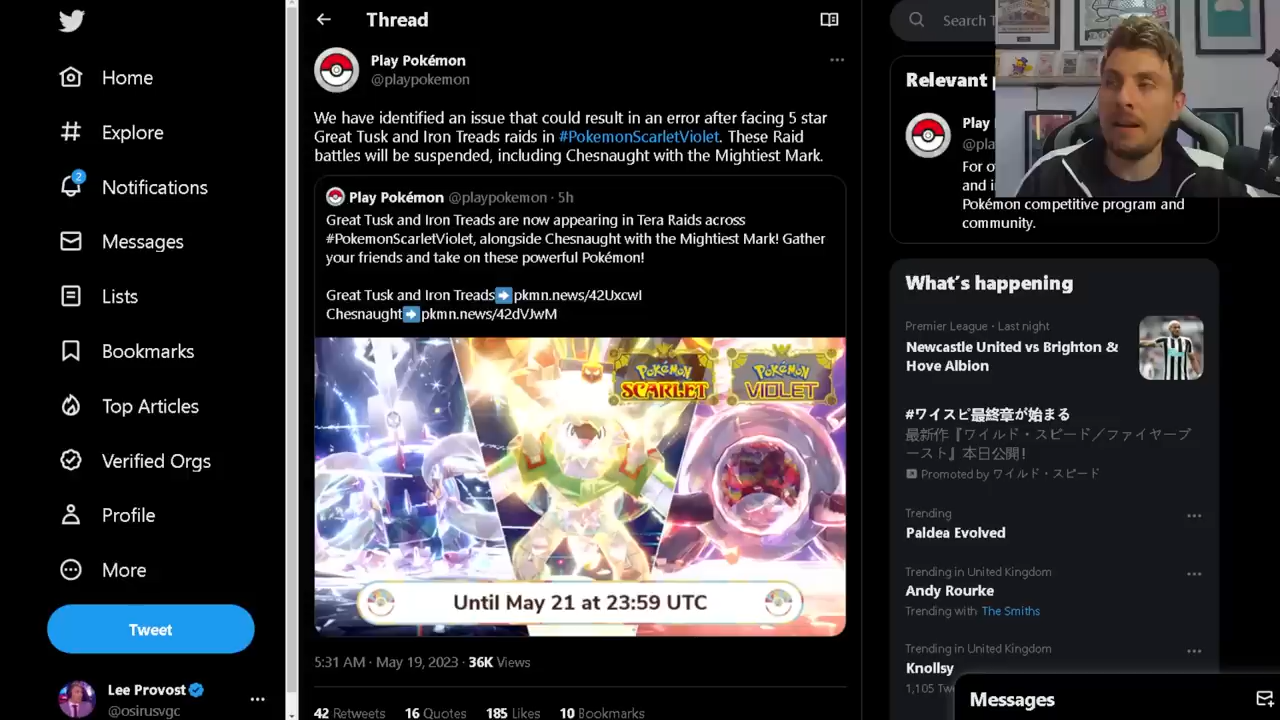 Home
Explore
2
Notifications
Messages
Lists
Bookmarks
Top Articles
Verified Orgs
Profile
More
Tweet
Lee Provost
@osirusvgc
Thread
Play Pokémon
@playpokemon
We have identified an issue that could result in an error after facing 5 star
Great Tusk and Iron Treads raids in #PokemonScarletViolet. These Raid
battles will be suspended, including Chesnaught with the Mightiest Mark.
Play Pokémon @playpokemon · 5h
Great Tusk and Iron Treads are now appearing in Tera Raids across
#PokemonScarletViolet, alongside Chesnaught with the Mightiest Mark! Gather
your friends and take on these powerful Pokémon!
Great Tusk and Iron Treads➡pkmn.news/42UxcwI
Chesnaught➡pkmn.news/42dVJwM
POKÉMON SCARLET
POKÉMON VIOLET
Until May 21 at 23:59 UTC
5:31 AM · May 19, 2023 · 36K Views
42 Retweets 16 Quotes 185 Likes 10 Bookmarks
Search
Relevant
Play
@pla
For o
and i
Pokémon competitive program and
community.
What's happening
Premier League · Last night
Newcastle United vs Brighton &
Hove Albion
#ワイスピ最終章が始まる
最新作『ワイルド・スピード／ファイヤーブ
ースト』本日公開！
Promoted by ワイルド・スピード
Trending
Paldea Evolved
Trending in United Kingdom
Andy Rourke
Trending with The Smiths
Trending in United Kingdom
Knollsy
1,105 Tw
Messages